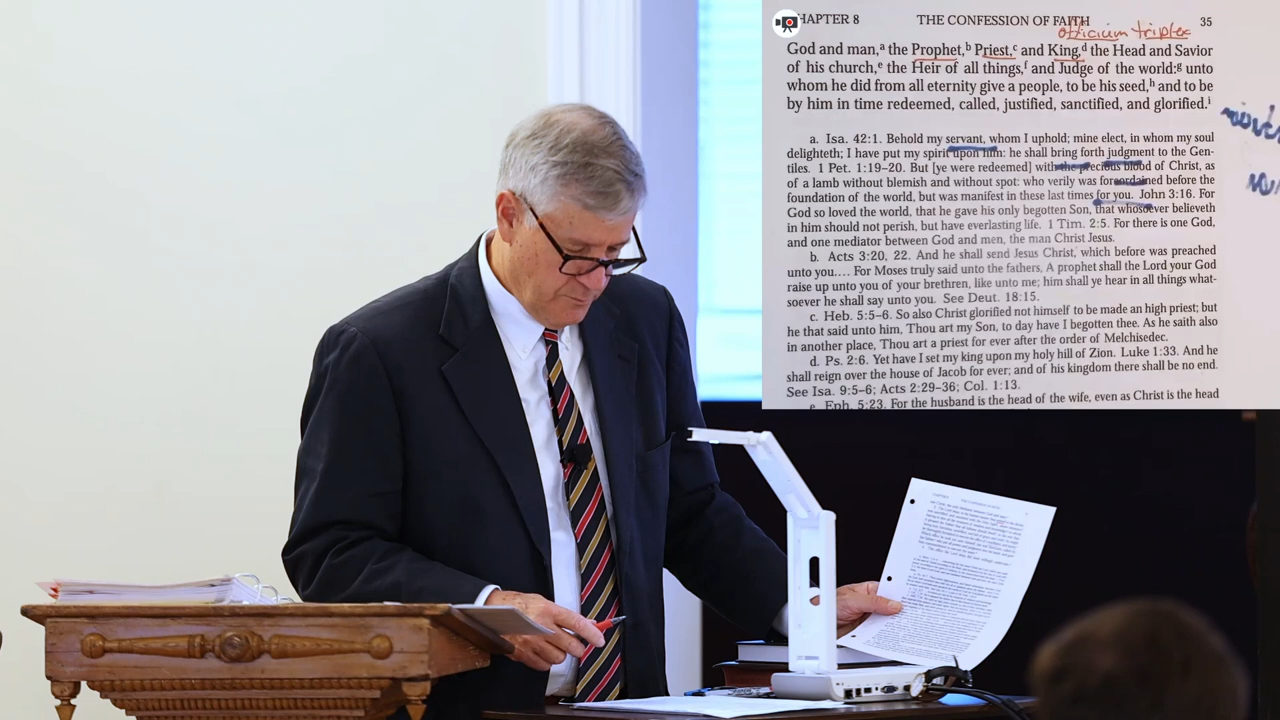 CHAPTER 8 THE CONFESSION OF FAITH 35
officium triplex
God and man,ᵃ the Prophet,ᵇ Priest,ᶜ and King,ᵈ the Head and Savior
of his church,ᵉ the Heir of all things,ᶠ and Judge of the world:ᵍ unto
whom he did from all eternity give a people, to be his seed,ʰ and to be
by him in time redeemed, called, justified, sanctified, and glorified.ⁱ
a. Isa. 42:1. Behold my servant, whom I uphold; mine elect, in whom my soul
delighteth; I have put my spirit upon him: he shall bring forth judgment to the Gen-
tiles. 1 Pet. 1:19–20. But [ye were redeemed] with the precious blood of Christ, as
of a lamb without blemish and without spot: who verily was foreordained before the
foundation of the world, but was manifest in these last times for you. John 3:16. For
God so loved the world, that he gave his only begotten Son, that whosoever believeth
in him should not perish, but have everlasting life. 1 Tim. 2:5. For there is one God,
and one mediator between God and men, the man Christ Jesus.
b. Acts 3:20, 22. And he shall send Jesus Christ, which before was preached
unto you.... For Moses truly said unto the fathers, A prophet shall the Lord your God
raise up unto you of your brethren, like unto me; him shall ye hear in all things what-
soever he shall say unto you. See Deut. 18:15.
c. Heb. 5:5–6. So also Christ glorified not himself to be made an high priest; but
he that said unto him, Thou art my Son, to day have I begotten thee. As he saith also
in another place, Thou art a priest for ever after the order of Melchisedec.
d. Ps. 2:6. Yet have I set my king upon my holy hill of Zion. Luke 1:33. And he
shall reign over the house of Jacob for ever; and of his kingdom there shall be no end.
See Isa. 9:5–6; Acts 2:29–36; Col. 1:13.
e. Eph. 5:23. For the husband is the head of the wife, even as Christ is the head